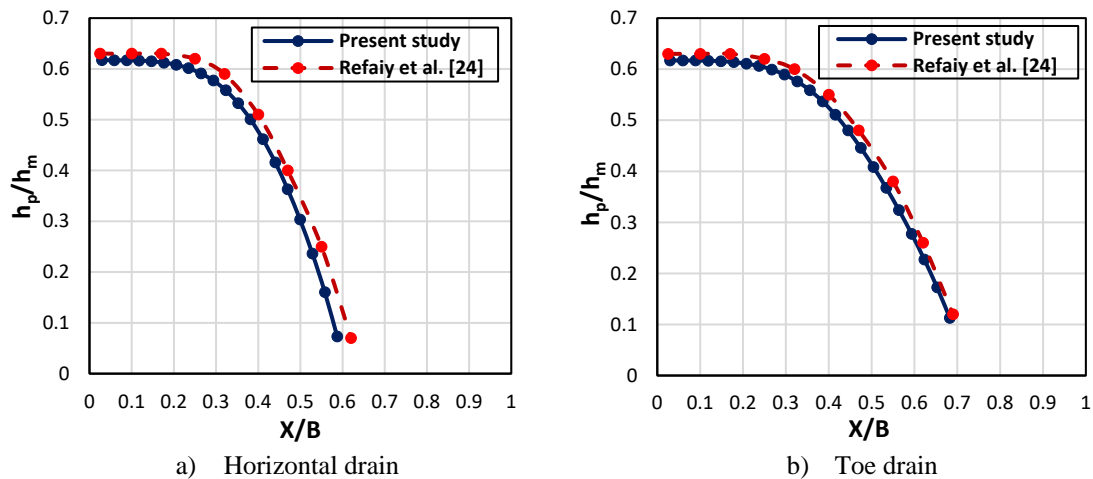 0.7
0.6
0.5
0.4
0.3
0.2
0.1
0
h_p/h_m
Present study
Refaiy et al. [24]
0 0.1 0.2 0.3 0.4 0.5 0.6 0.7 0.8 0.9 1
X/B
a) Horizontal drain
0.7
0.6
0.5
0.4
0.3
0.2
0.1
0
h_p/h_m
Present study
Refaiy et al. [24]
0 0.1 0.2 0.3 0.4 0.5 0.6 0.7 0.8 0.9 1
X/B
b) Toe drain